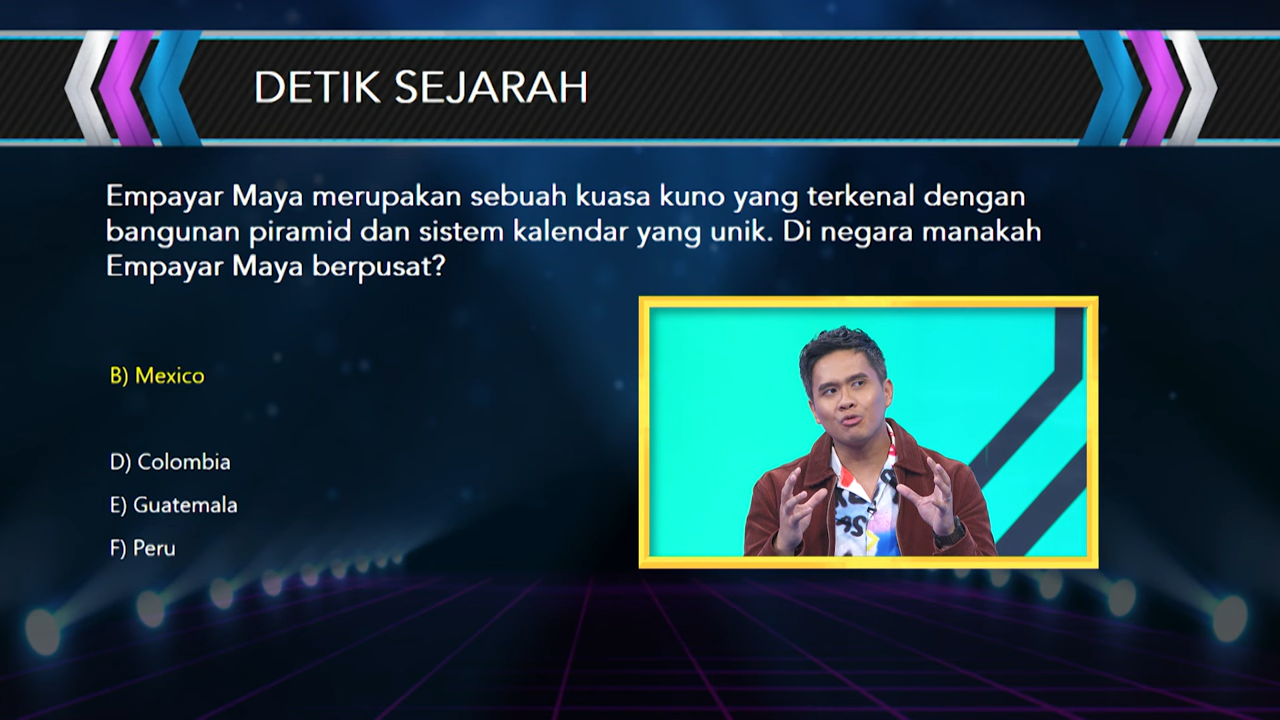 DETIK SEJARAH
Empayar Maya merupakan sebuah kuasa kuno yang terkenal dengan
bangunan piramid dan sistem kalendar yang unik. Di negara manakah
Empayar Maya berpusat?
B) Mexico
D) Colombia
E) Guatemala
F) Peru